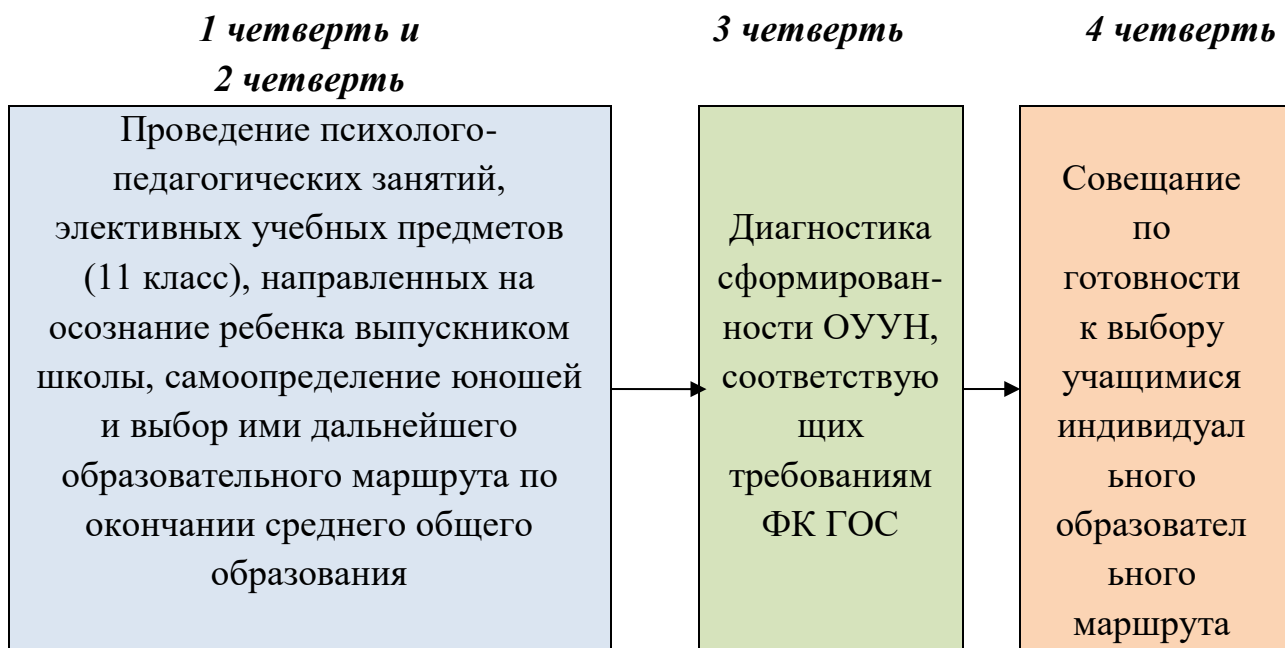 1 четверть и
2 четверть
3 четверть
4 четверть
Проведение психолого-
педагогических занятий,
элективных учебных предметов
(11 класс), направленных на
осознание ребенка выпускником
школы, самоопределение юношей
и выбор ими дальнейшего
образовательного маршрута по
окончании среднего общего
образования
Диагностика
сформирован-
ности ОУУН,
соответствую
щих
требованиям
ФК ГОС
Совещание
по
готовности
к выбору
учащимися
индивидуал
ьного
образовател
ьного
маршрута